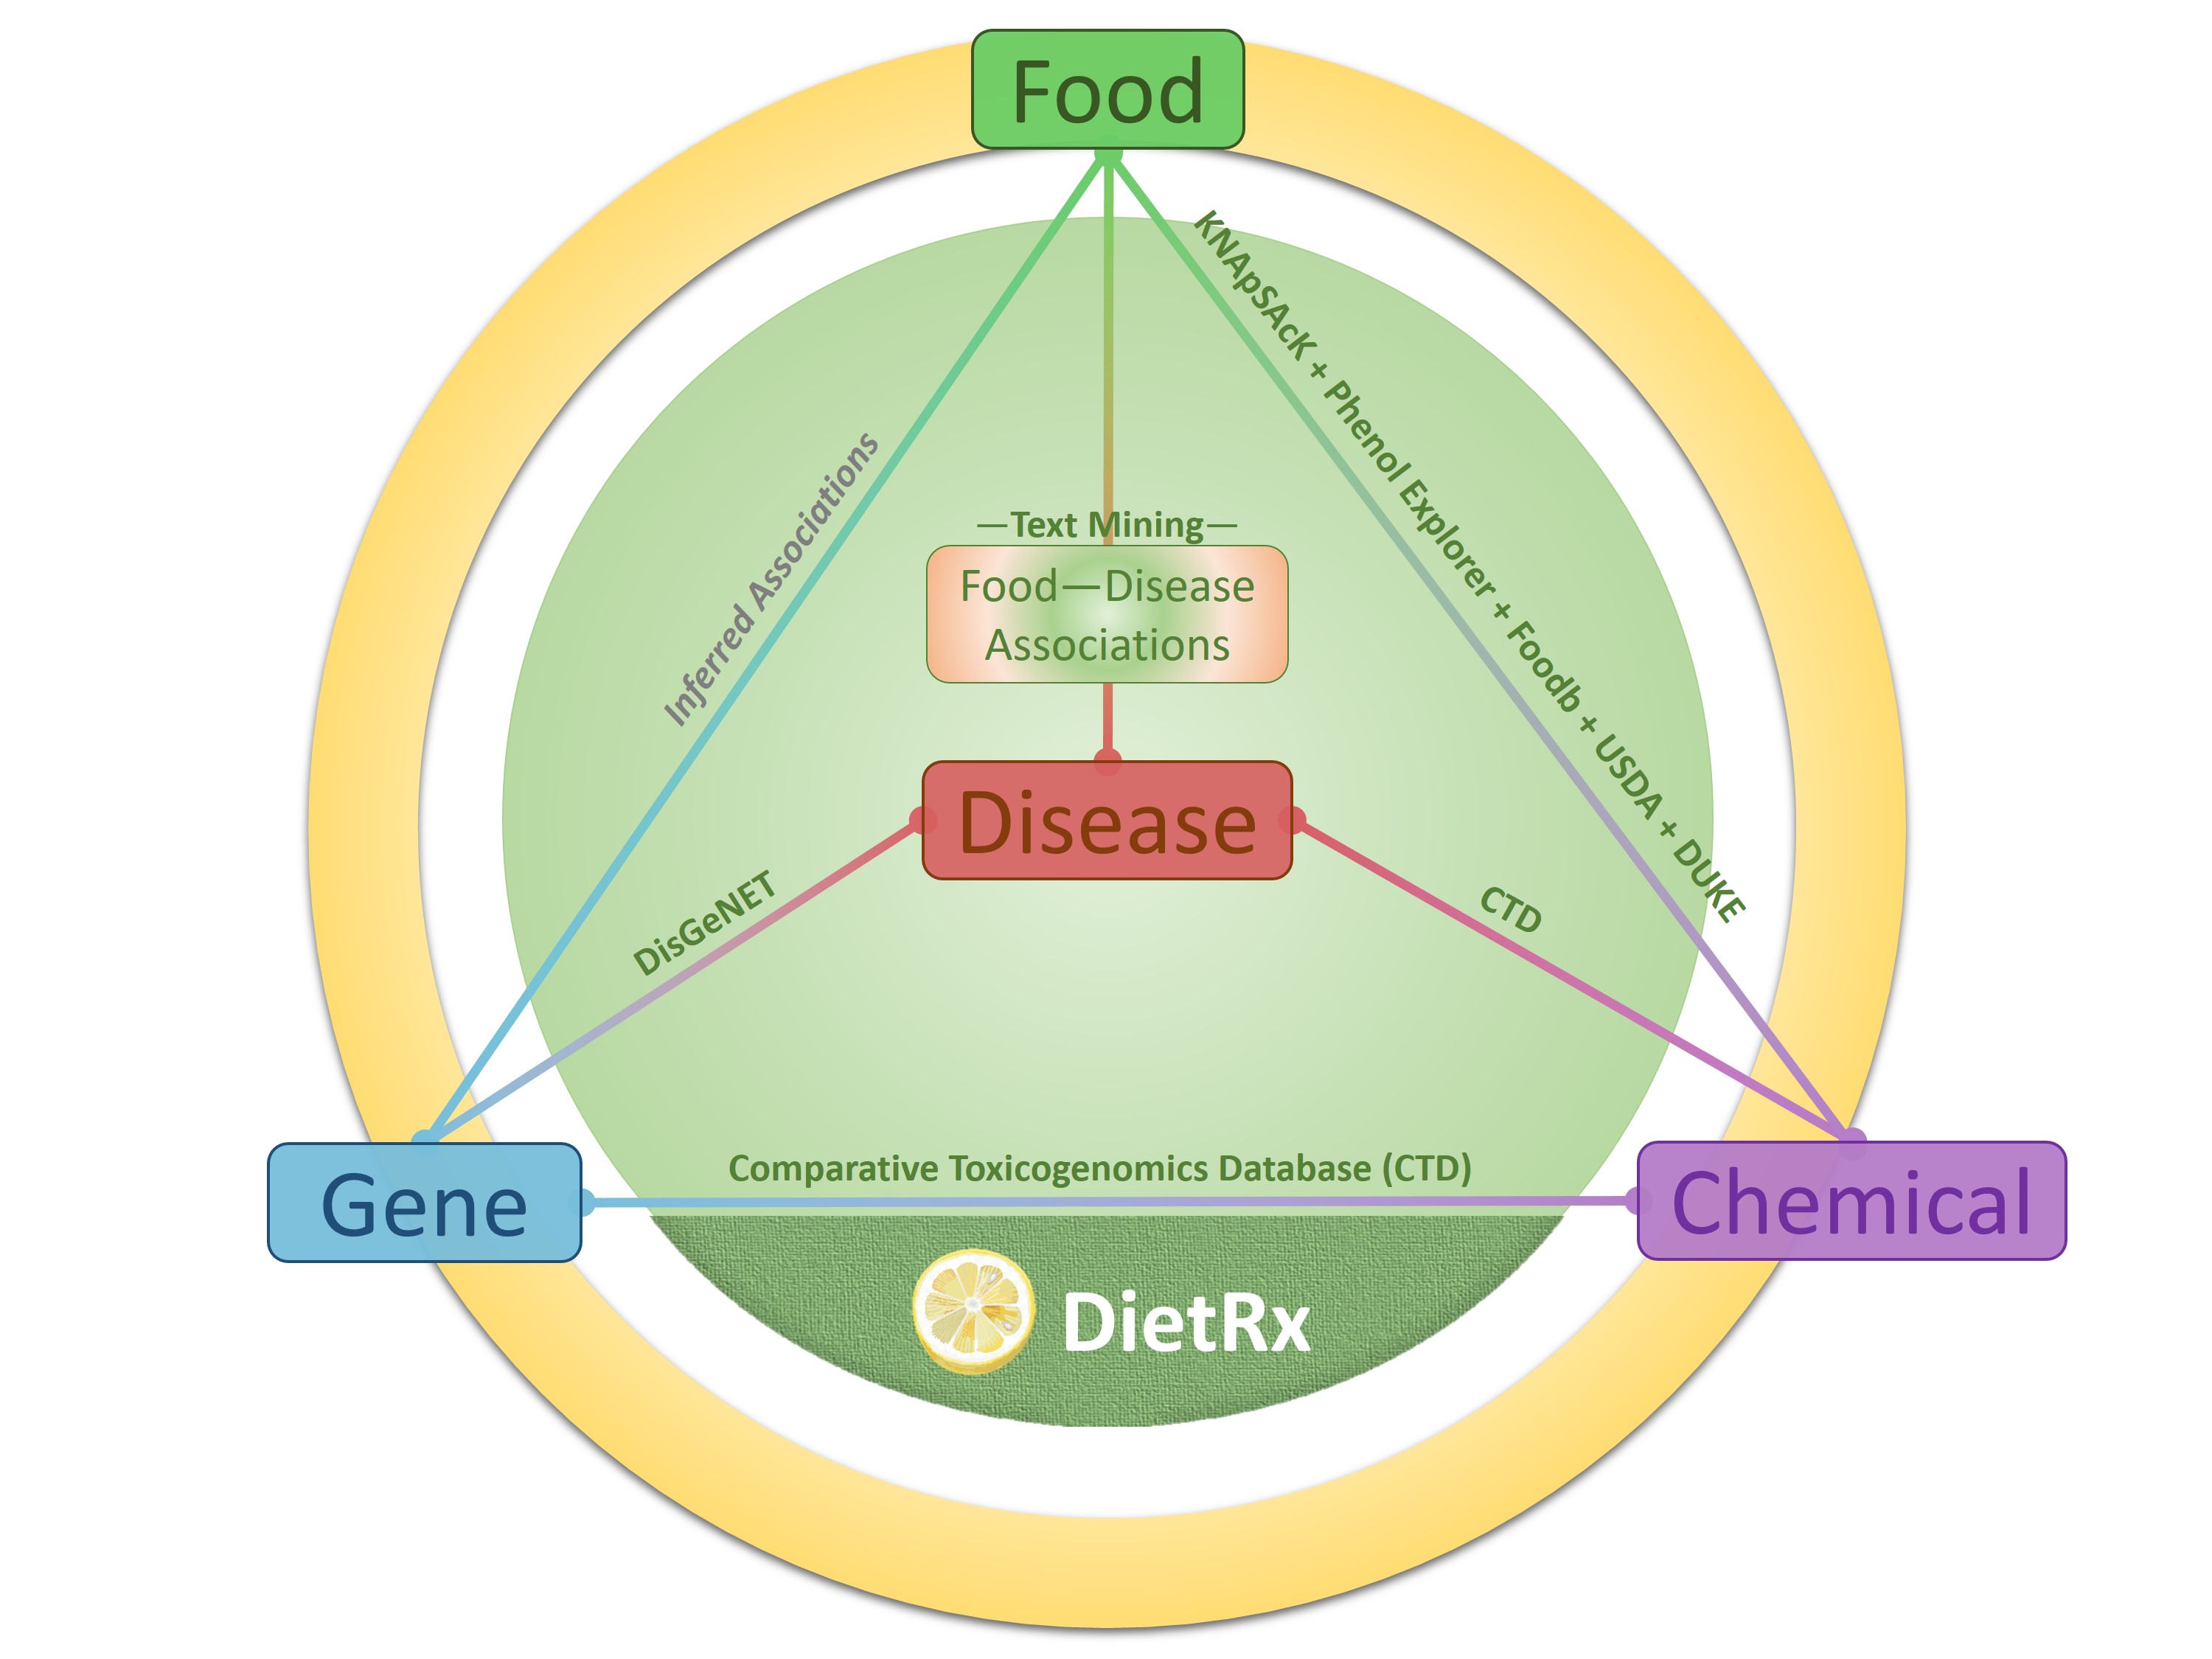 Food
KNApSAcK + Phenol Explorer + Foodb + USDA + DUKE
Inferred Associations
—Text Mining—
Food—Disease
Associations
Disease
DisGeNET
CTD
Comparative Toxicogenomics Database (CTD)
Gene
Chemical
DietRx